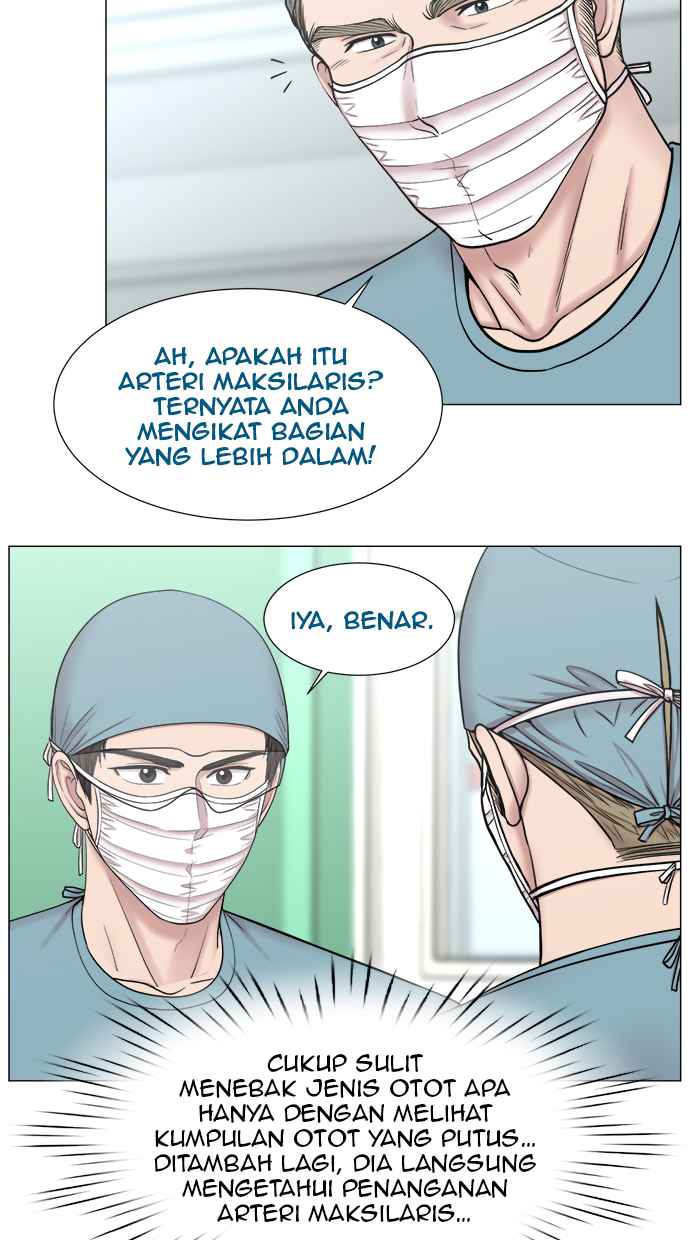 AH, APAKAH ITU
ARTERI MAKSILARIS?
TERNYATA ANDA
MENGIKAT BAGIAN
YANG LEBIH DALAM!
IYA, BENAR.
CUKUP SULIT
MENEBAK JENIS OTOT APA
HANYA DENGAN MELIHAT
KUMPULAN OTOT YANG PUTUS...
DITAMBAH LAGI, DIA LANGSUNG
MENGETAHUI PENANGANAN
ARTERI MAKSILARIS...